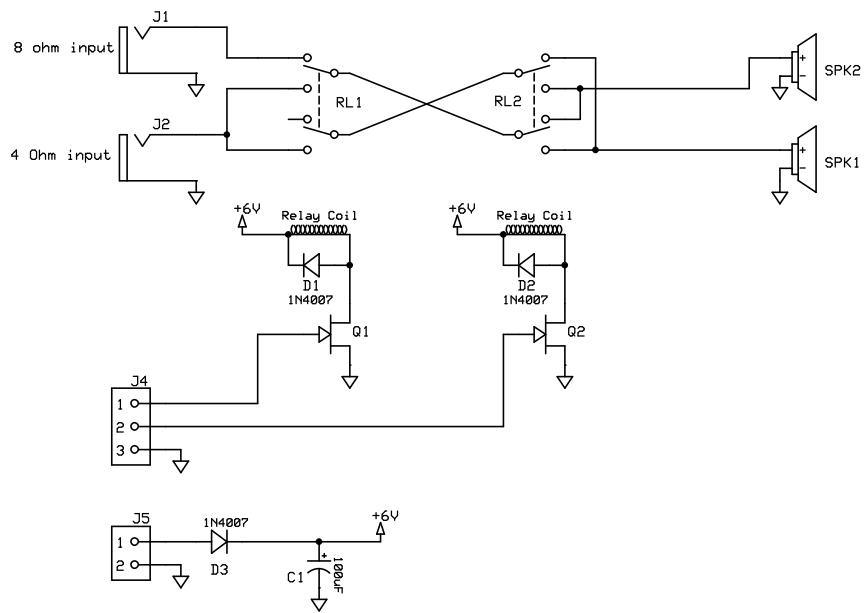 J1
8 ohm input
RL1
RL2
+
-
SPK2
J2
4 Ohm input
+
-
SPK1
+6V
Relay Coil
D1
1N4007
Q1
+6V
Relay Coil
D2
1N4007
Q2
J4
1
2
3
J5
1
2
1N4007
D3
+6V
+
C1
100uF